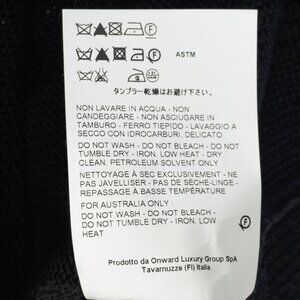 F
F
ASTM
タンブラー乾燥はお避け下さい。
NON LAVARE IN ACQUA - NON
CANDEGGIARE - NON ASCIUGARE IN
TAMBURO - FERRO TIEPIDO - LAVAGGIO A
SECCO CON IDROCARBURI, DELICATO
DO NOT WASH - DO NOT BLEACH - DO NOT
TUMBLE DRY - IRON, LOW HEAT - DRY
CLEAN, PETROLEUM SOLVENT ONLY
NETTOYAGE À SEC EXCLUSIVEMENT - NE
PAS JAVELLISER - PAS DE SÈCHE-LINGE -
REPASSAGE À BASSE TEMPÉRATURE
FOR AUSTRALIA ONLY:
DO NOT WASH - DO NOT BLEACH -
DO NOT TUMBLE DRY - IRON, LOW
HEAT
F
Prodotto da Onward Luxury Group SpA
Tavarnuzze (FI) Italia